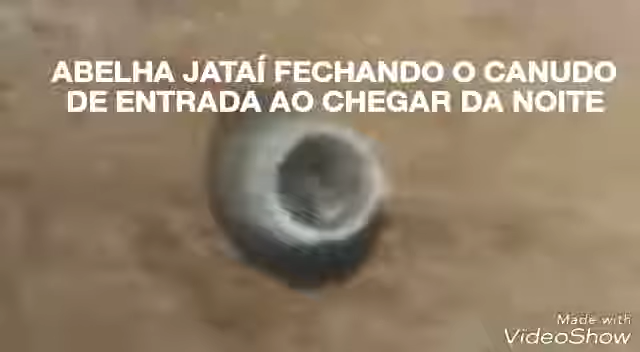 ABELHA JATAÍ FECHANDO O CANUDO
DE ENTRADA AO CHEGAR DA NOITE
Made with
VideoShow